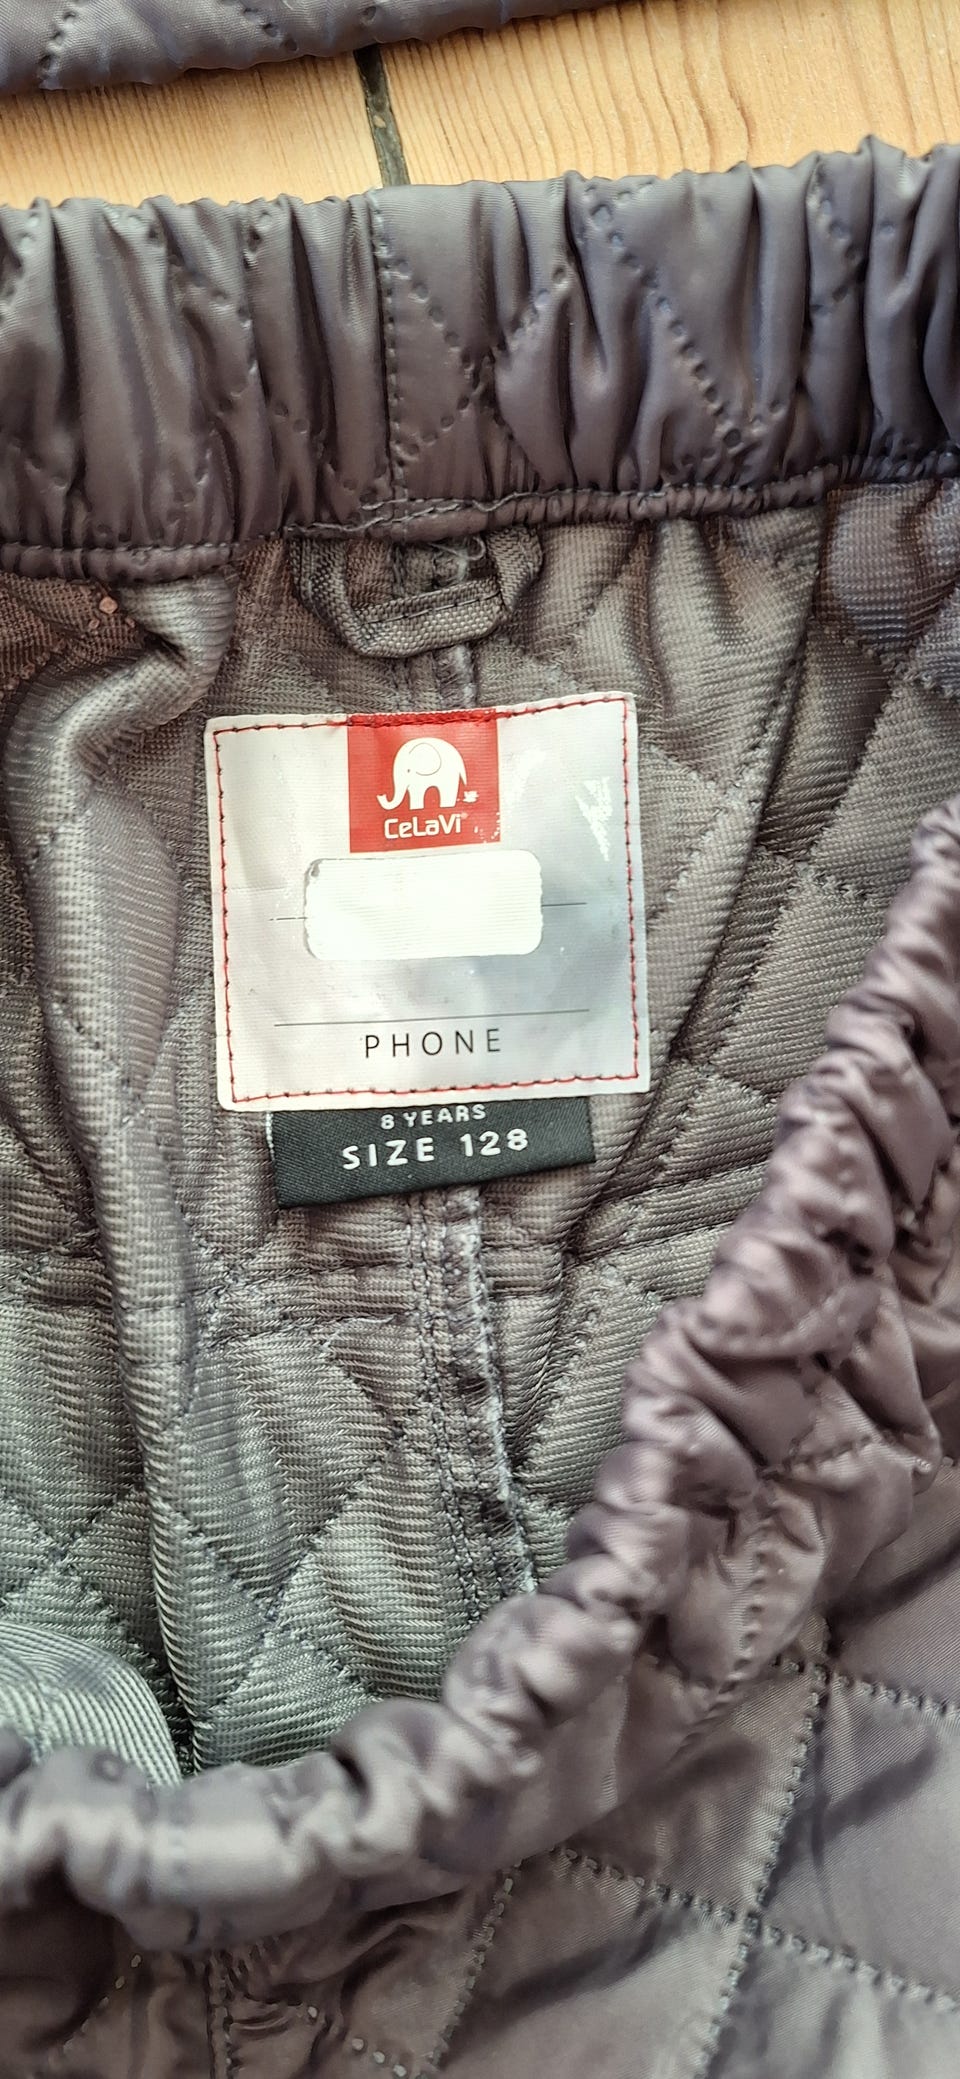 CeLaVi
PHONE
8 YEARS
SIZE 128